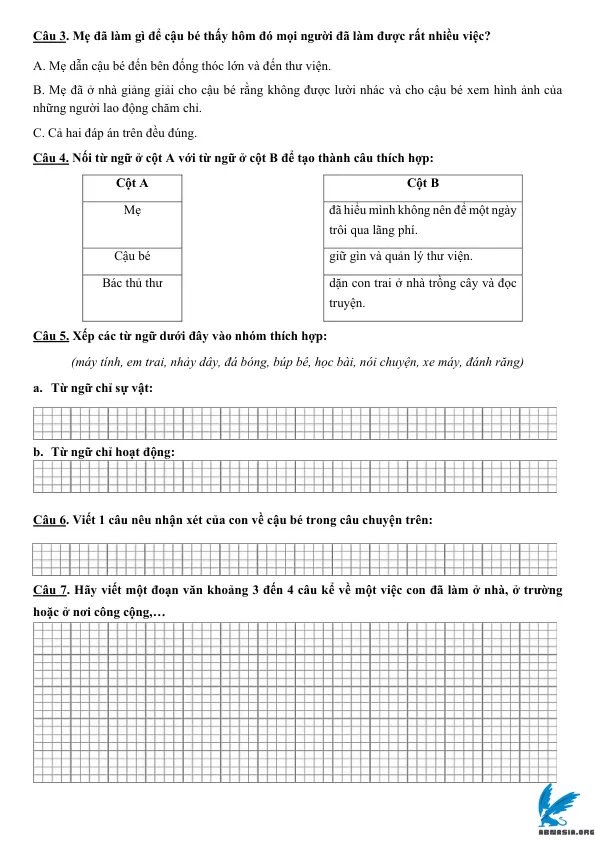 Câu 3. Mẹ đã làm gì để cậu bé thấy hôm đó mọi người đã làm được rất nhiều việc?
A. Mẹ dẫn cậu bé đến bên đống thóc lớn và đến thư viện.
B. Mẹ đã ở nhà giảng giải cho cậu bé rằng không được lười nhác và cho cậu bé xem hình ảnh của
những người lao động chăm chỉ.
C. Cả hai đáp án trên đều đúng.
Câu 4. Nối từ ngữ ở cột A với từ ngữ ở cột B để tạo thành câu thích hợp:
Cột A
Mẹ
Cậu bé
Bác thủ thư
Cột B
đã hiểu mình không nên để một ngày
trôi qua lãng phí.
giữ gìn và quản lý thư viện.
dặn con trai ở nhà trồng cây và đọc
truyện.
Câu 5. Xếp các từ ngữ dưới đây vào nhóm thích hợp:
(máy tính, em trai, nhảy dây, đá bóng, búp bê, học bài, nói chuyện, xe máy, đánh răng)
a. Từ ngữ chỉ sự vật:
b. Từ ngữ chỉ hoạt động:
Câu 6. Viết 1 câu nêu nhận xét của con về cậu bé trong câu chuyện trên:
Câu 7. Hãy viết một đoạn văn khoảng 3 đến 4 câu kể về một việc con đã làm ở nhà, ở trường
hoặc ở nơi công cộng,…
ABNASIA.ORG